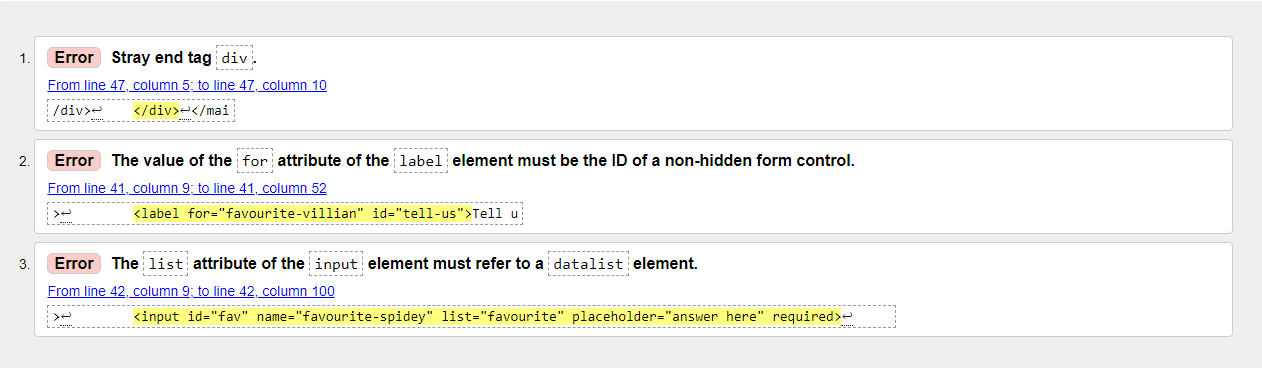 1. Error Stray end tag div.
From line 47, column 5; to line 47, column 10
/div>↩ </div>↩</mai
2. Error The value of the for attribute of the label element must be the ID of a non-hidden form control.
From line 41, column 9; to line 41, column 52
>↩ <label for="favourite-villian" id="tell-us">Tell u
3. Error The list attribute of the input element must refer to a datalist element.
From line 42, column 9; to line 42, column 100
>↩ <input id="fav" name="favourite-spidey" list="favourite" placeholder="answer here" required>↩